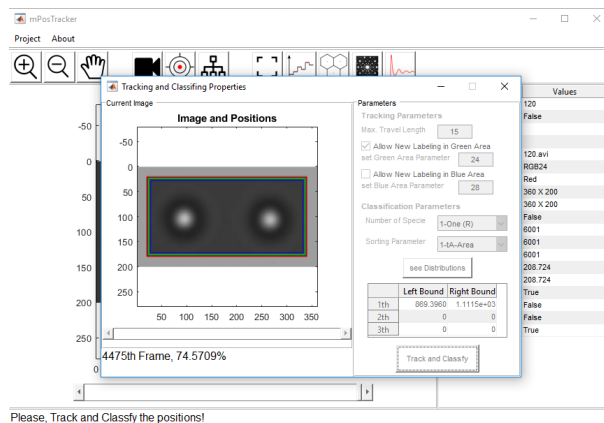 mPosTracker
Project About
Tracking and Classifing Properties
Current Image
Image and Positions
-50
0
50
100
150
200
250
50 100 150 200 250 300 350
4475th Frame, 74.5709%
Parameters
Tracking Parameters
Max. Travel Length 15
Allow New Labeling in Green Area
set Green Area Parameter 24
Allow New Labeling in Blue Area
set Blue Area Parameter 28
Classification Parameters
Number of Specie 1-One (R)
Sorting Parameter 1-tA-Area
see Distributions
Left Bound Right Bound
1th 869.3960 1.1115e+03
2th 0 0
3th 0 0
Track and Classfy
-50
0
50
100
150
200
250
0
Values
120
False
120.avi
RGB24
Red
360 X 200
360 X 200
False
6001
6001
6001
208.724
208.724
True
False
False
True
Please, Track and Classfy the positions!